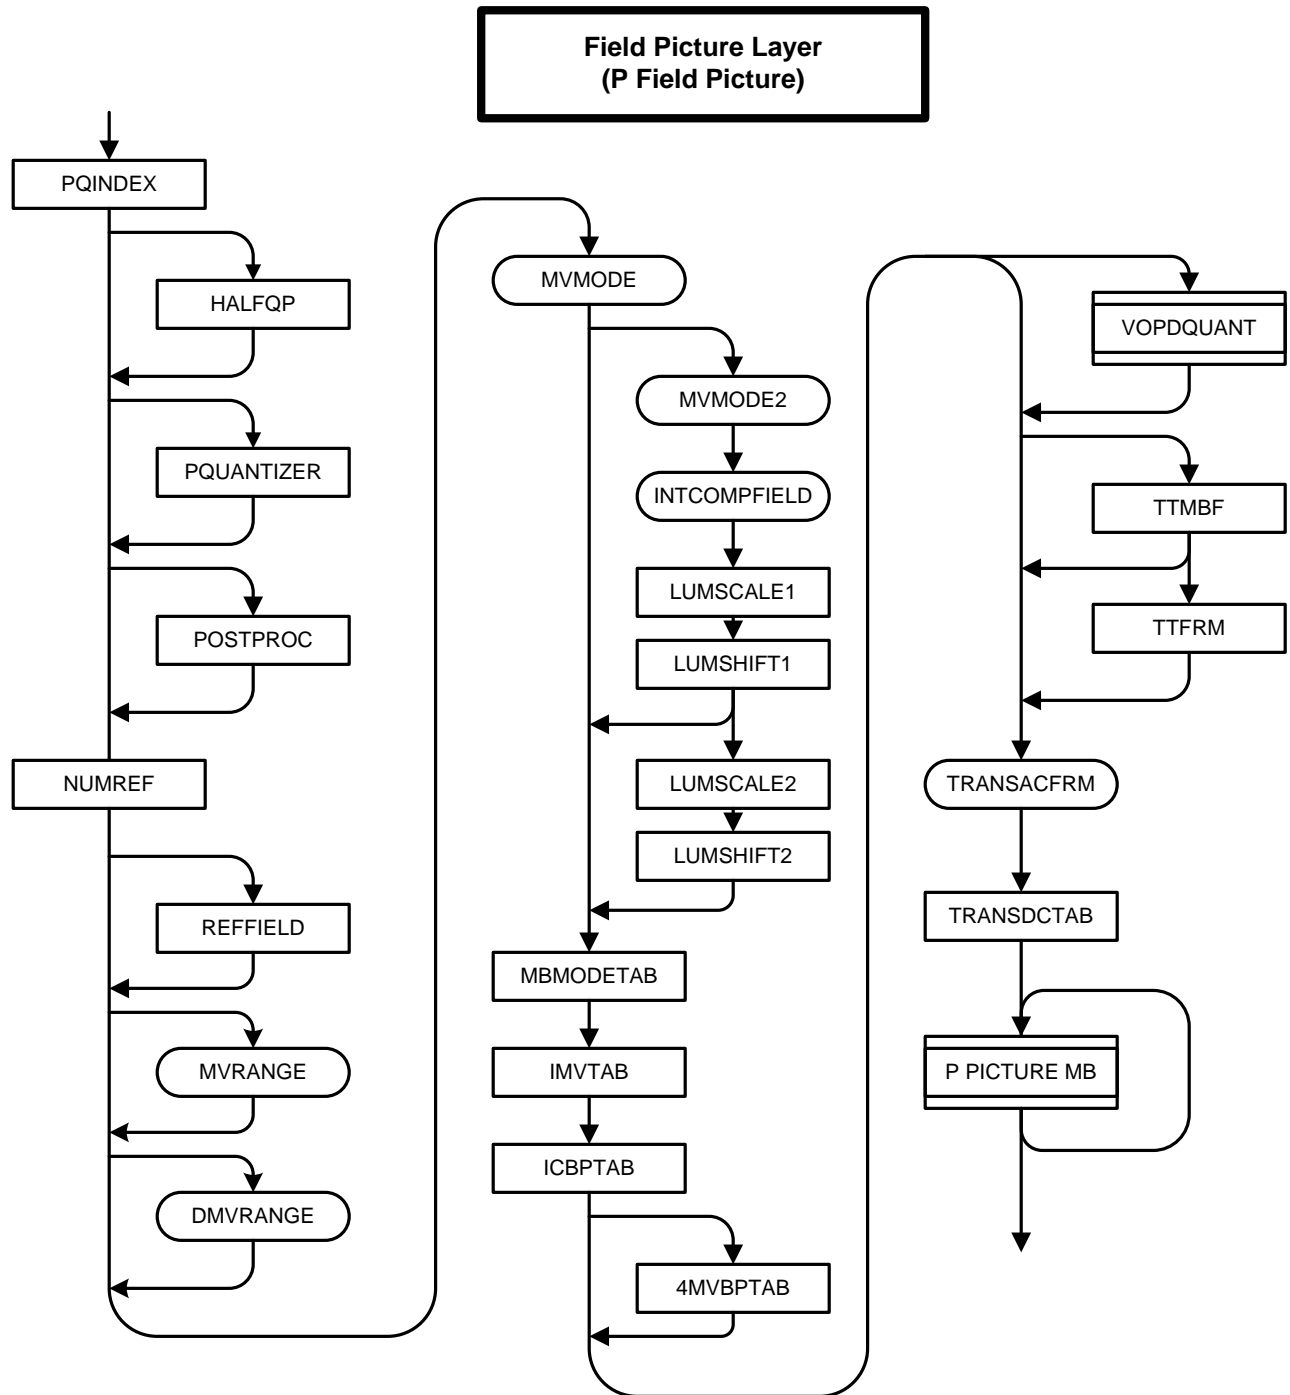 Field Picture Layer
(P Field Picture)
PQINDEX
HALFQP
PQUANTIZER
POSTPROC
NUMREF
REFFIELD
MVRANGE
DMVRANGE
MVMODE
MVMODE2
INTCOMPFIELD
LUMSCALE1
LUMSHIFT1
LUMSCALE2
LUMSHIFT2
MBMODETAB
IMVTAB
ICBPTAB
4MVBPTAB
VOPDQUANT
TTMBF
TTFRM
TRANSACFRM
TRANSDCTAB
P PICTURE MB